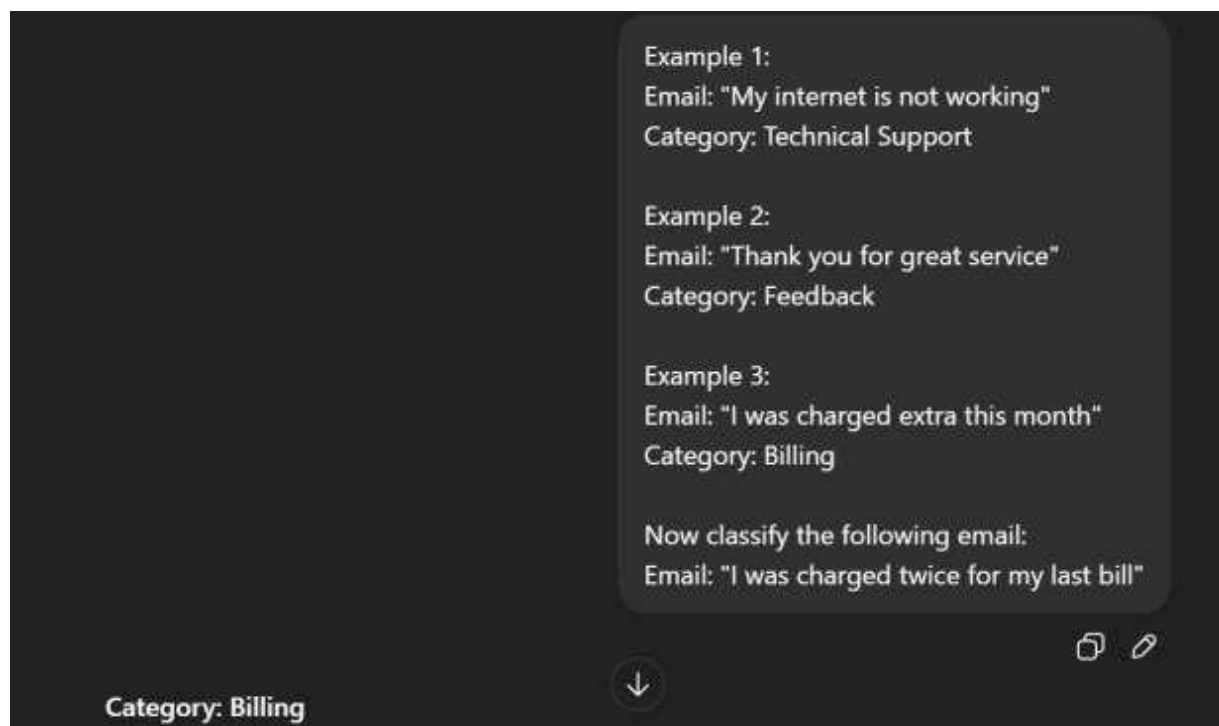 Example 1:
Email: "My internet is not working"
Category: Technical Support
Example 2:
Email: "Thank you for great service"
Category: Feedback
Example 3:
Email: "I was charged extra this month"
Category: Billing
Now classify the following email:
Email: "I was charged twice for my last bill"
Category: Billing